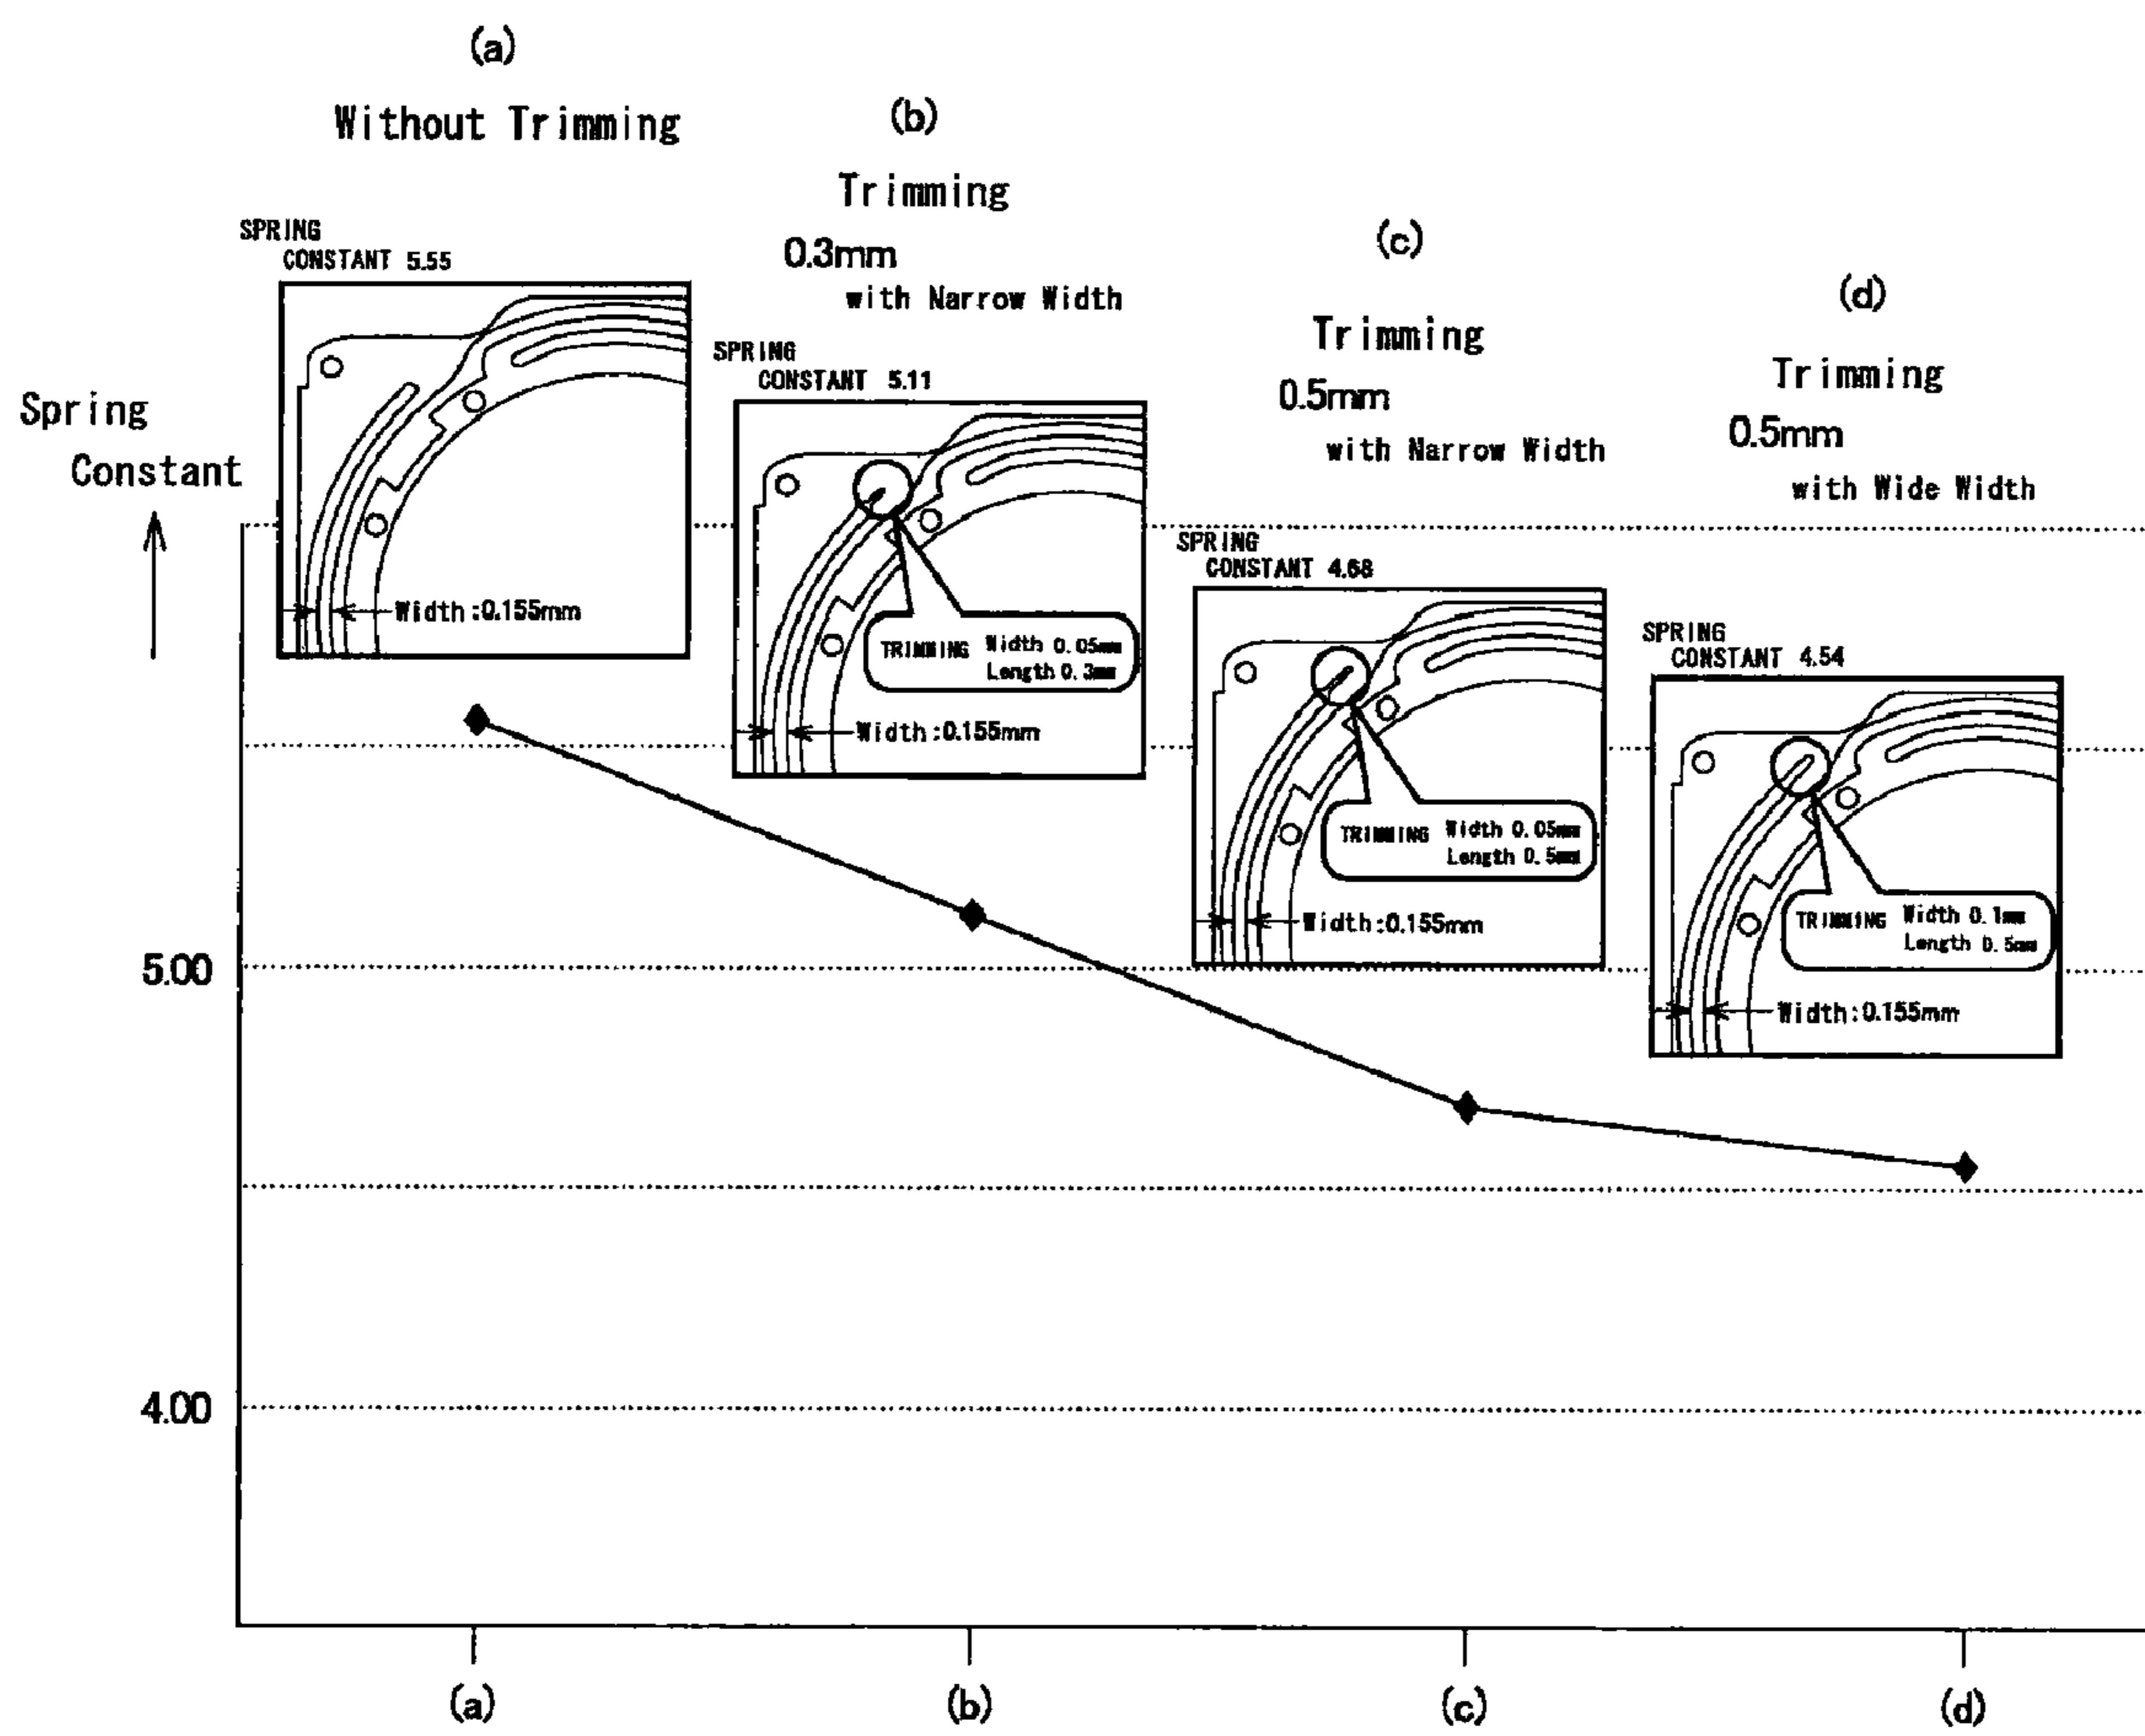 (a)
Without Trimming
SPRING
CONSTANT 5.55
Width:0.155mm
(b)
Trimming
0.3mm
with Narrow Width
SPRING
CONSTANT 5.11
TRIMMING Width 0.05mm
Length 0.3mm
Width:0.155mm
(c)
Trimming
0.5mm
with Narrow Width
SPRING
CONSTANT 4.68
TRIMMING Width 0.05mm
Length 0.5mm
Width:0.155mm
(d)
Trimming
0.5mm
with Wide Width
SPRING
CONSTANT 4.54
TRIMMING Width 0.1mm
Length 0.5mm
Width:0.155mm
Spring
Constant
5.00
4.00
(a)
(b)
(c)
(d)